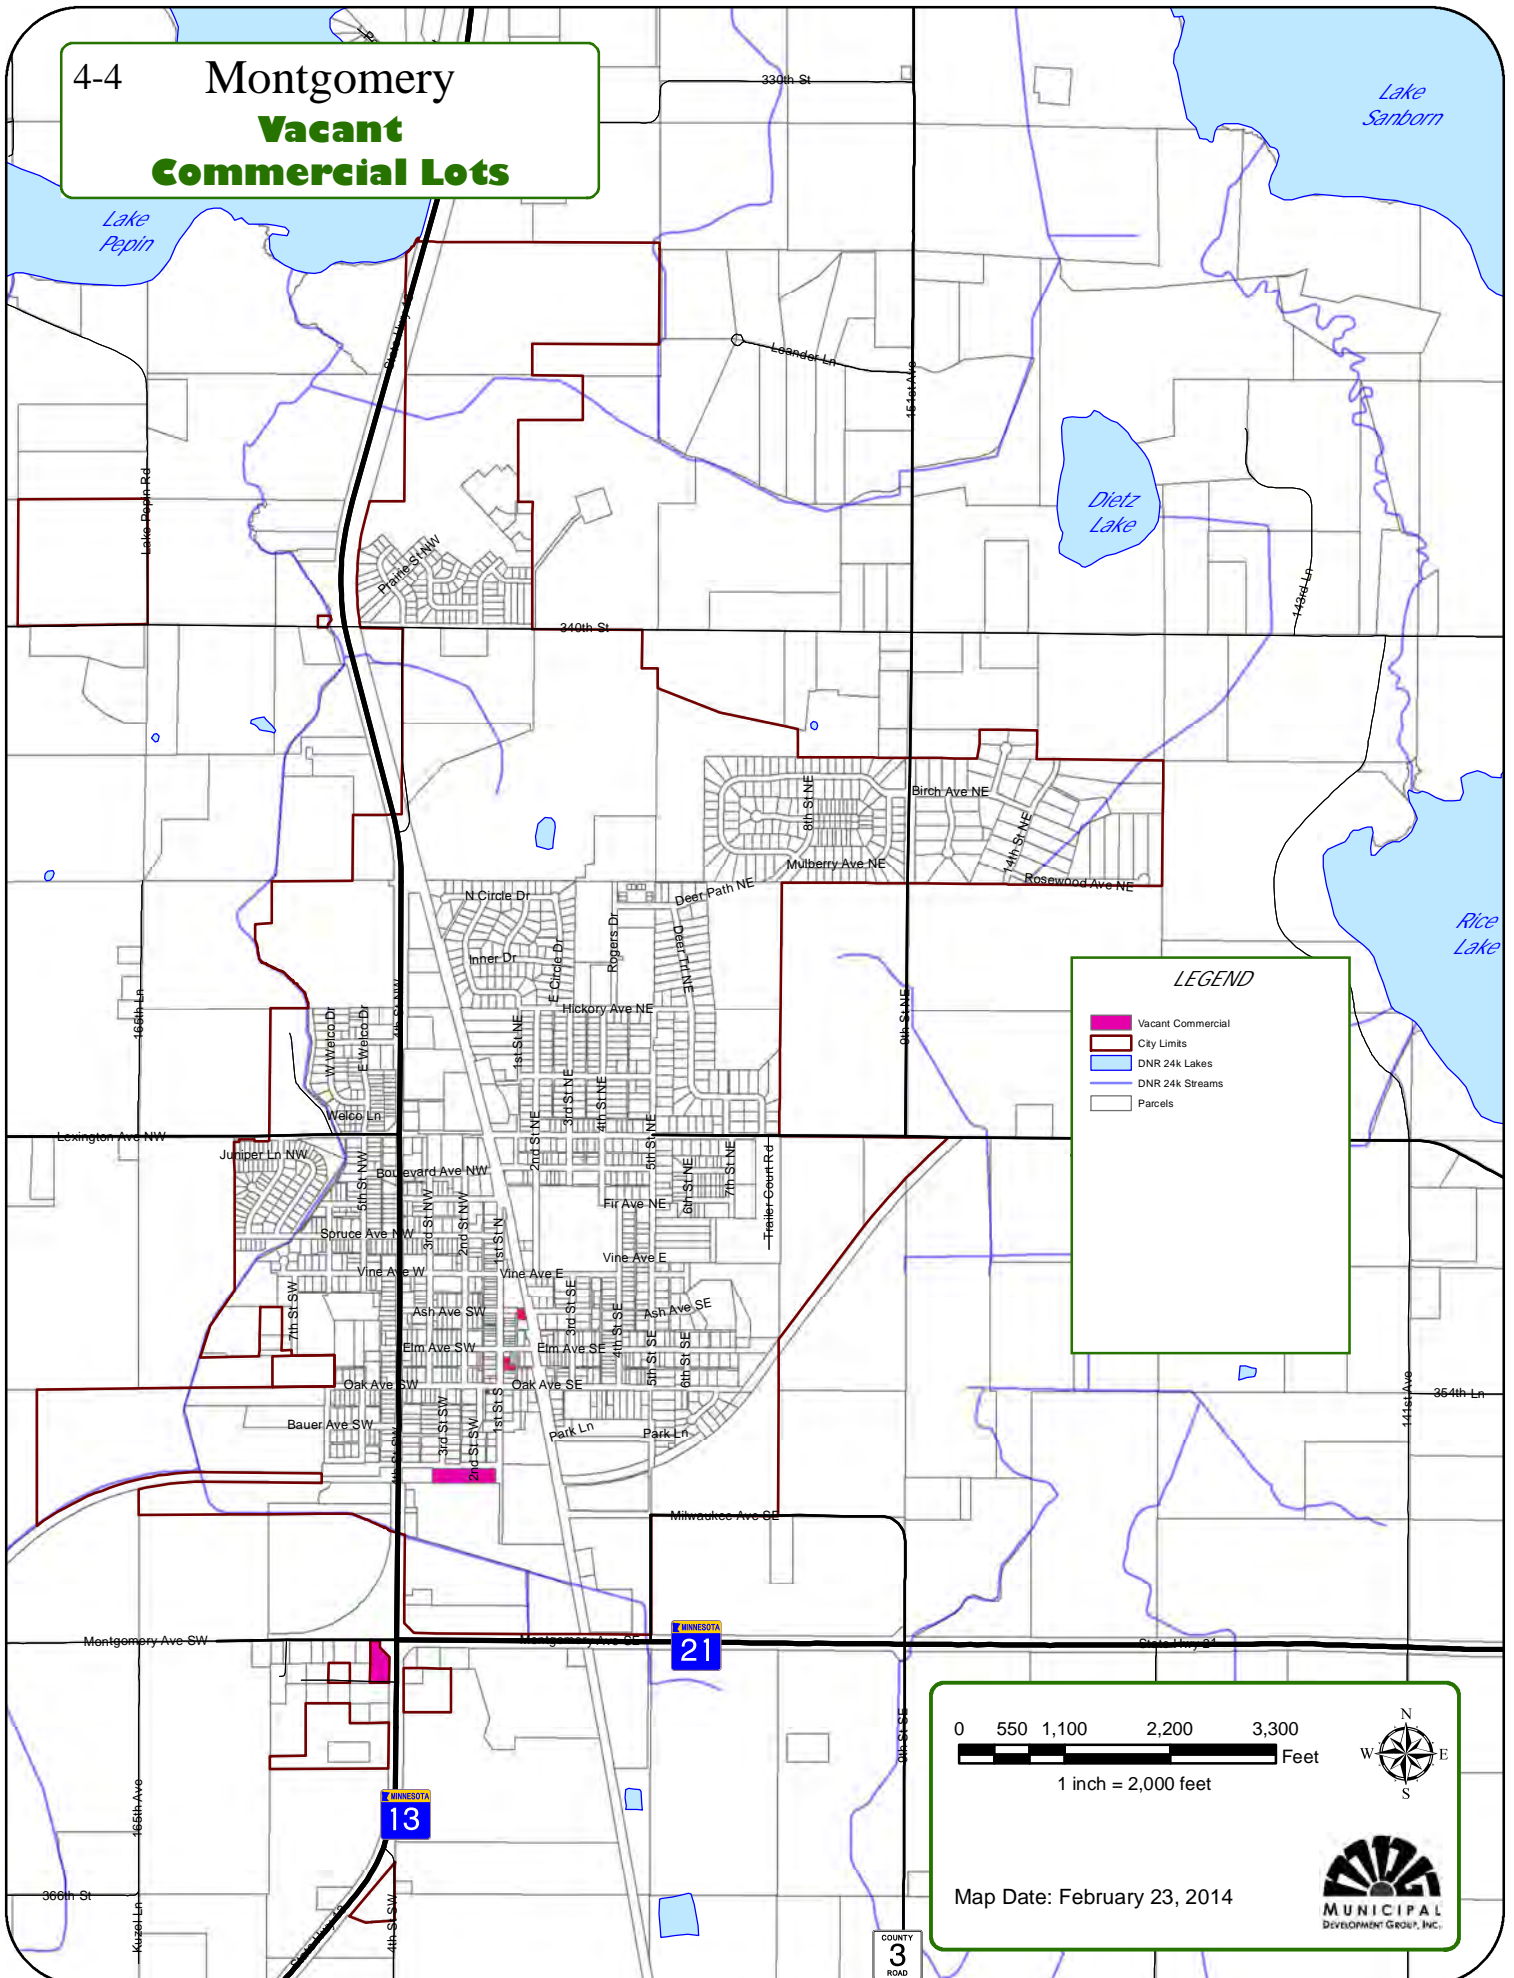 4-4 Montgomery
Vacant
Commercial Lots
330th St
Lake
Sanborn
Lake
Pepin
Leander Ln
151st Ave
Lake Pepin Rd
Dietz
Lake
Prairie St NW
143rd Ln
340th St
8th St NE
Birch Ave NE
14th St NE
Mulberry Ave NE
Rosewood Ave NE
N Circle Dr
Deer Path NE
Rogers Dr
Deer Trl NE
Inner Dr
E Circle Dr
Rice
Lake
165th Ln
4th St NW
Hickory Ave NE
9th St NE
W Welco Dr
E Welco Dr
1st St NE
3rd St NE
4th St NE
Welco Ln
LEGEND
Vacant Commercial
City Limits
DNR 24k Lakes
DNR 24k Streams
Parcels
Lexington Ave NW
2nd St NE
5th St NE
Juniper Ln NW
5th St NW
Boulevard Ave NW
6th St NE
7th St NE
Trailer Court Rd
3rd St NW
2nd St NW
1st St N
Fir Ave NE
Spruce Ave NW
Vine Ave E
Vine Ave W
Vine Ave E
7th St SW
Ash Ave SW
3rd St SE
4th St SE
Ash Ave SE
Elm Ave SW
Elm Ave SE
5th St SE
6th St SE
Oak Ave SW
Oak Ave SE
1st St S
141st Ave
354th Ln
Bauer Ave SW
3rd St SW
2nd St SW
4th St SW
Park Ln
Park Ln
Milwaukee Ave SE
Montgomery Ave SW
Montgomery Ave SE
MINNESOTA
21
State Hwy 21
9th St SE
0 550 1,100 2,200 3,300
Feet
1 inch = 2,000 feet
N
W
E
S
MINNESOTA
13
165th Ave
366th St
Kuzel Ln
4th St SW
Map Date: February 23, 2014
MUNICIPAL
DEVELOPMENT GROUP, INC.
COUNTY
3
ROAD